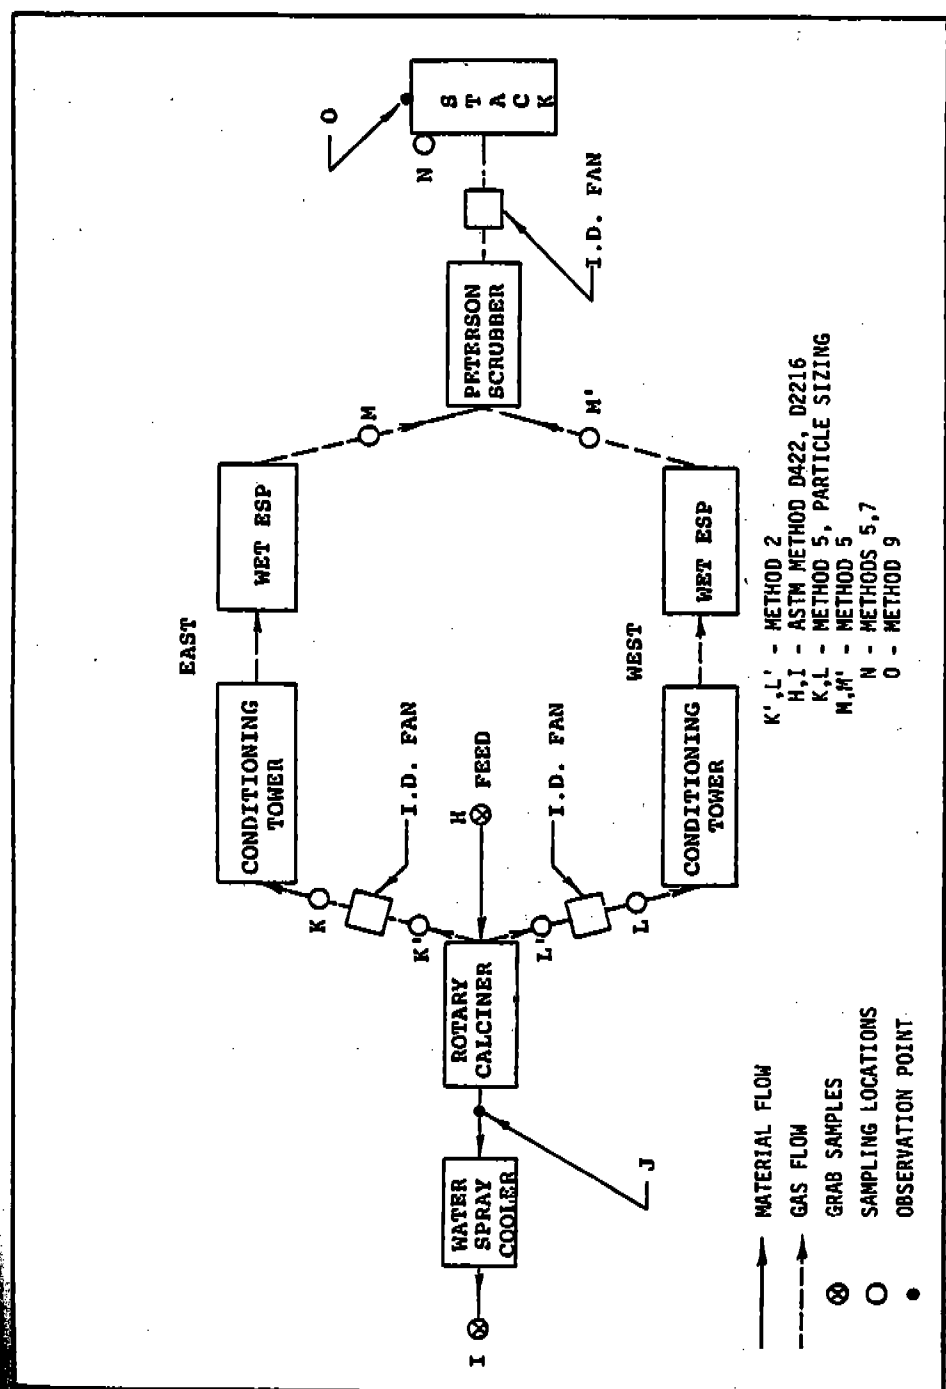 O
N
S
T
A
C
K
I.D. FAN
PETERSON
SCRUBBER
M
M'
WET ESP
WET ESP
EAST
WEST
CONDITIONING
TOWER
CONDITIONING
TOWER
I.D. FAN
H
FEED
I.D. FAN
K
K'
L'
L
ROTARY
CALCINER
J
WATER
SPRAY
COOLER
I
K',L' - METHOD 2
H,I - ASTM METHOD D422, D2216
K,L - METHOD 5, PARTICLE SIZING
M,M' - METHOD 5
N - METHODS 5,7
O - METHOD 9
MATERIAL FLOW
GAS FLOW
GRAB SAMPLES
SAMPLING LOCATIONS
OBSERVATION POINT